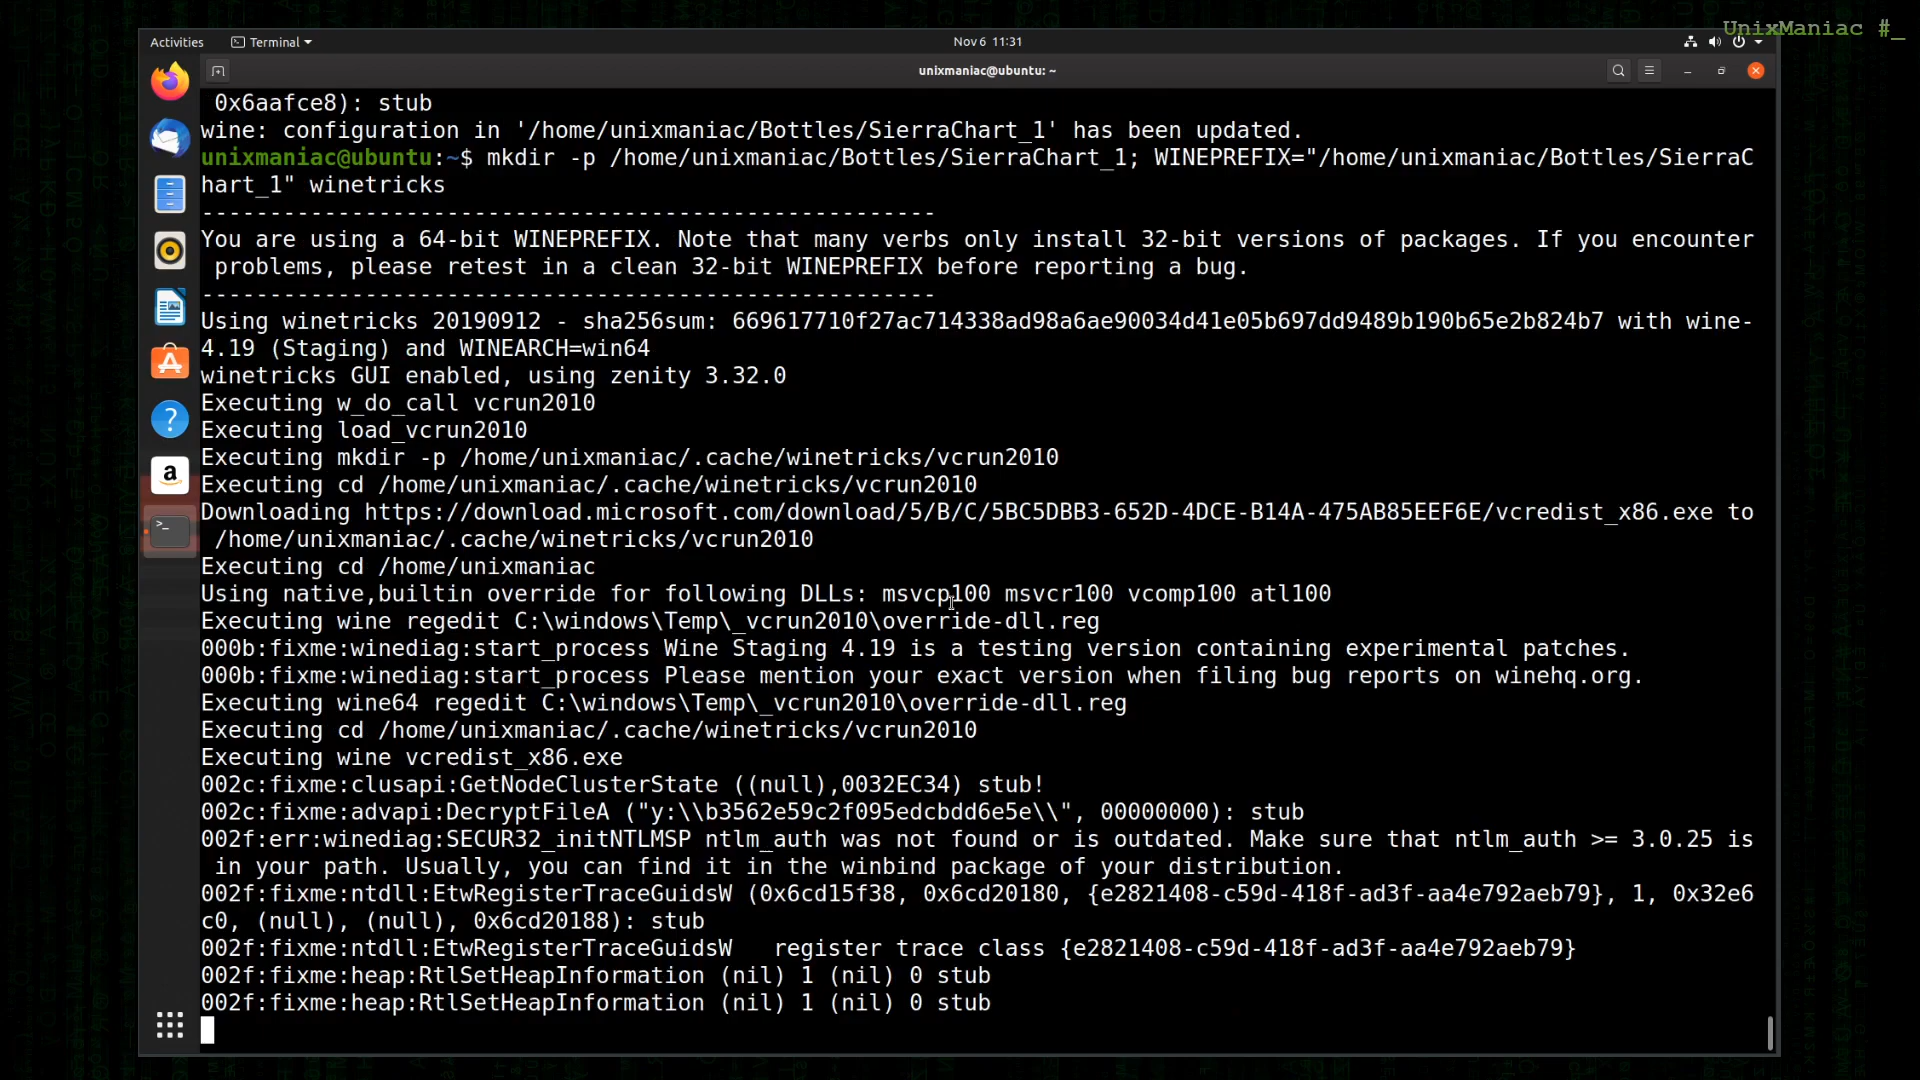 UnixManiac #_
Activities
Terminal
Nov 6 11:31
unixmaniac@ubuntu: ~
0x6aafce8): stub
wine: configuration in '/home/unixmaniac/Bottles/SierraChart_1' has been updated.
unixmaniac@ubuntu:~$ mkdir -p /home/unixmaniac/Bottles/SierraChart_1; WINEPREFIX="/home/unixmaniac/Bottles/SierraC
hart_1" winetricks
------------------------------------------------------
You are using a 64-bit WINEPREFIX. Note that many verbs only install 32-bit versions of packages. If you encounter
problems, please retest in a clean 32-bit WINEPREFIX before reporting a bug.
------------------------------------------------------
Using winetricks 20190912 - sha256sum: 669617710f27ac714338ad98a6ae90034d41e05b697dd9489b190b65e2b824b7 with wine-
4.19 (Staging) and WINEARCH=win64
winetricks GUI enabled, using zenity 3.32.0
Executing w_do_call vcrun2010
Executing load_vcrun2010
Executing mkdir -p /home/unixmaniac/.cache/winetricks/vcrun2010
Executing cd /home/unixmaniac/.cache/winetricks/vcrun2010
Downloading https://download.microsoft.com/download/5/B/C/5BC5DBB3-652D-4DCE-B14A-475AB85EEF6E/vcredist_x86.exe to
/home/unixmaniac/.cache/winetricks/vcrun2010
Executing cd /home/unixmaniac
Using native,builtin override for following DLLs: msvcp100 msvcr100 vcomp100 atl100
Executing wine regedit C:\windows\Temp\_vcrun2010\override-dll.reg
000b:fixme:winediag:start_process Wine Staging 4.19 is a testing version containing experimental patches.
000b:fixme:winediag:start_process Please mention your exact version when filing bug reports on winehq.org.
Executing wine64 regedit C:\windows\Temp\_vcrun2010\override-dll.reg
Executing cd /home/unixmaniac/.cache/winetricks/vcrun2010
Executing wine vcredist_x86.exe
002c:fixme:clusapi:GetNodeClusterState ((null),0032EC34) stub!
002c:fixme:advapi:DecryptFileA ("y:\\b3562e59c2f095edcbdd6e5e\\", 00000000): stub
002f:err:winediag:SECUR32_initNTLMSP ntlm_auth was not found or is outdated. Make sure that ntlm_auth >= 3.0.25 is
in your path. Usually, you can find it in the winbind package of your distribution.
002f:fixme:ntdll:EtwRegisterTraceGuidsW (0x6cd15f38, 0x6cd20180, {e2821408-c59d-418f-ad3f-aa4e792aeb79}, 1, 0x32e6
c0, (null), (null), 0x6cd20188): stub
002f:fixme:ntdll:EtwRegisterTraceGuidsW   register trace class {e2821408-c59d-418f-ad3f-aa4e792aeb79}
002f:fixme:heap:RtlSetHeapInformation (nil) 1 (nil) 0 stub
002f:fixme:heap:RtlSetHeapInformation (nil) 1 (nil) 0 stub